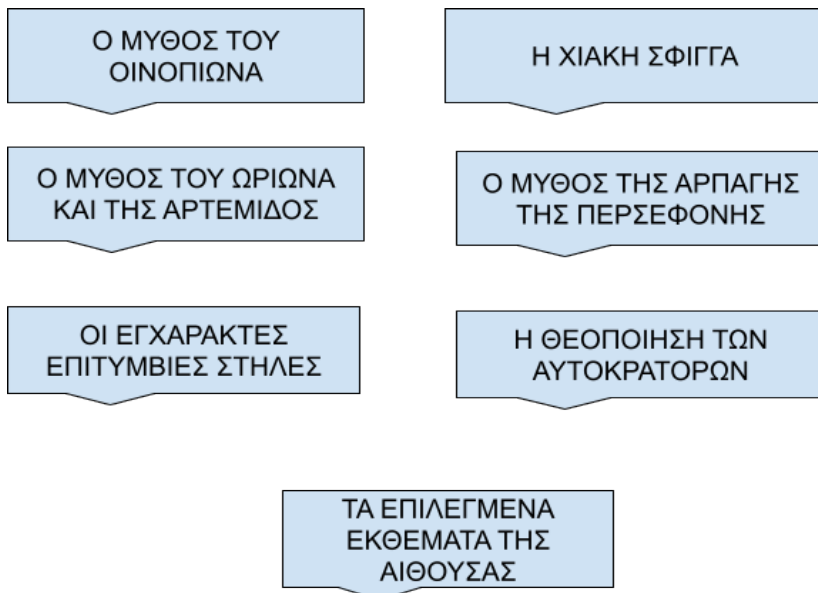 Ο ΜΥΘΟΣ ΤΟΥ
ΟΙΝΟΠΙΩΝΑ
Η ΧΙΑΚΗ ΣΦΙΓΓΑ
Ο ΜΥΘΟΣ ΤΟΥ ΩΡΙΩΝΑ
ΚΑΙ ΤΗΣ ΑΡΤΕΜΙΔΟΣ
Ο ΜΥΘΟΣ ΤΗΣ ΑΡΠΑΓΗΣ
ΤΗΣ ΠΕΡΣΕΦΟΝΗΣ
ΟΙ ΕΓΧΑΡΑΚΤΕΣ
ΕΠΙΤΥΜΒΙΕΣ ΣΤΗΛΕΣ
Η ΘΕΟΠΟΙΗΣΗ ΤΩΝ
ΑΥΤΟΚΡΑΤΟΡΩΝ
ΤΑ ΕΠΙΛΕΓΜΕΝΑ
ΕΚΘΕΜΑΤΑ ΤΗΣ
ΑΙΘΟΥΣΑΣ